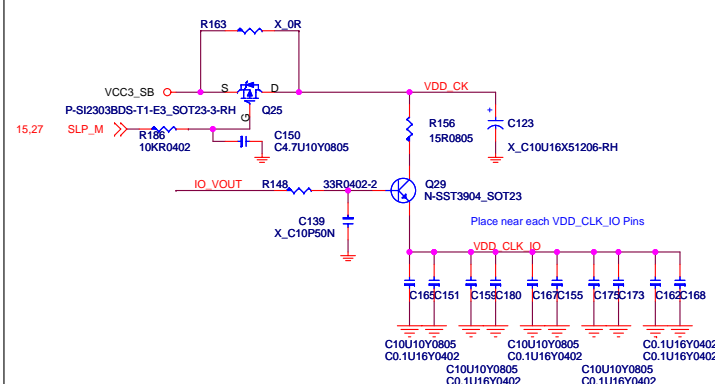 R163 X_0R
VCC3_SB S D VDD_CK
P-SI2303BDS-T1-E3_SOT23-3-RH Q25
G
15,27 SLP_M
R186
10KR0402
C150
C4.7U10Y0805
R156
15R0805
+
C123
X_C10U16X51206-RH
IO_VOUT R148 33R0402-2
Q29
N-SST3904_SOT23
C139
X_C10P50N
Place near each VDD_CLK_IO Pins
VDD_CLK_IO
C165 C151 C159 C180 C167 C155 C175 C173 C162 C168
C10U10Y0805 C10U10Y0805 C0.1U16Y0402
C0.1U16Y0402 C0.1U16Y0402 C0.1U16Y0402
C10U10Y0805 C10U10Y0805
C0.1U16Y0402 C0.1U16Y0402